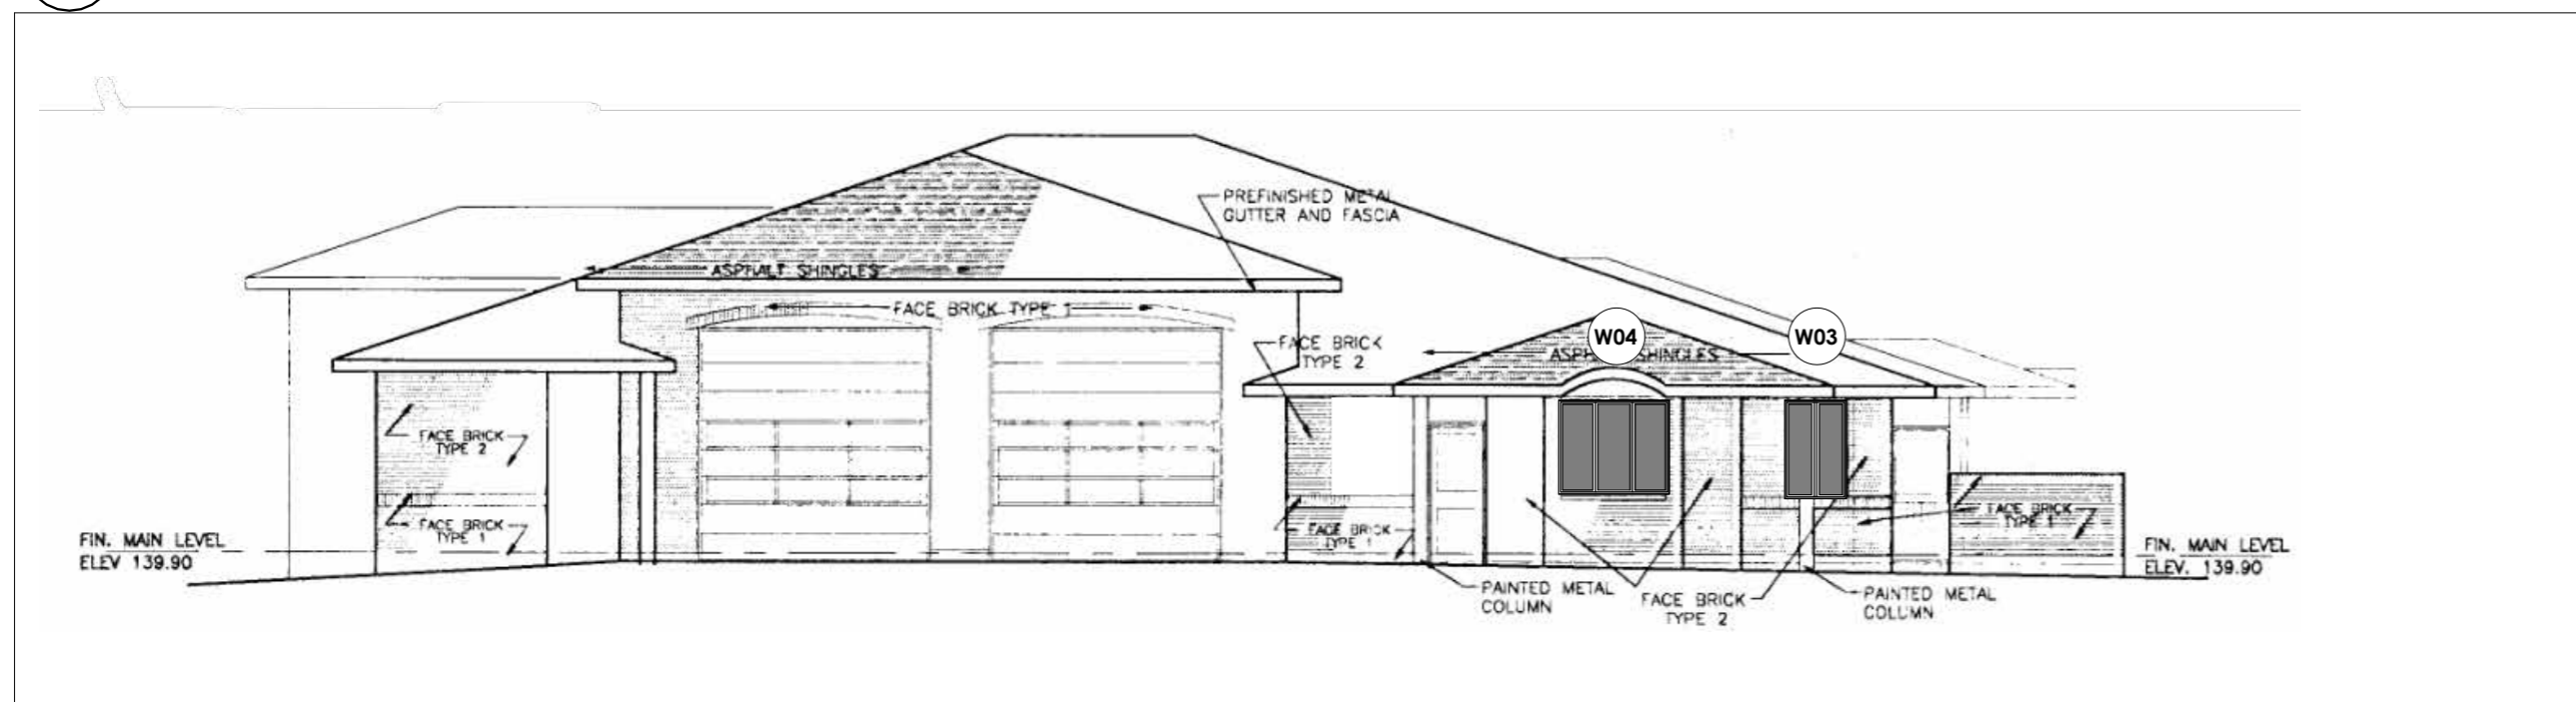 PREFINISHED METAL
GUTTER AND FASCIA
ASPHALT SHINGLES
FACE BRICK TYPE 1
FACE BRICK
TYPE 2
W04
W03
SHINGLES
FACE BRICK
TYPE 2
FACE BRICK
TYPE 1
FACE BRICK
TYPE 1
FACE BRICK
TYPE 1
FIN. MAIN LEVEL
ELEV 139.90
FIN. MAIN LEVEL
ELEV. 139.90
PAINTED METAL
COLUMN
FACE BRICK
TYPE 2
PAINTED METAL
COLUMN